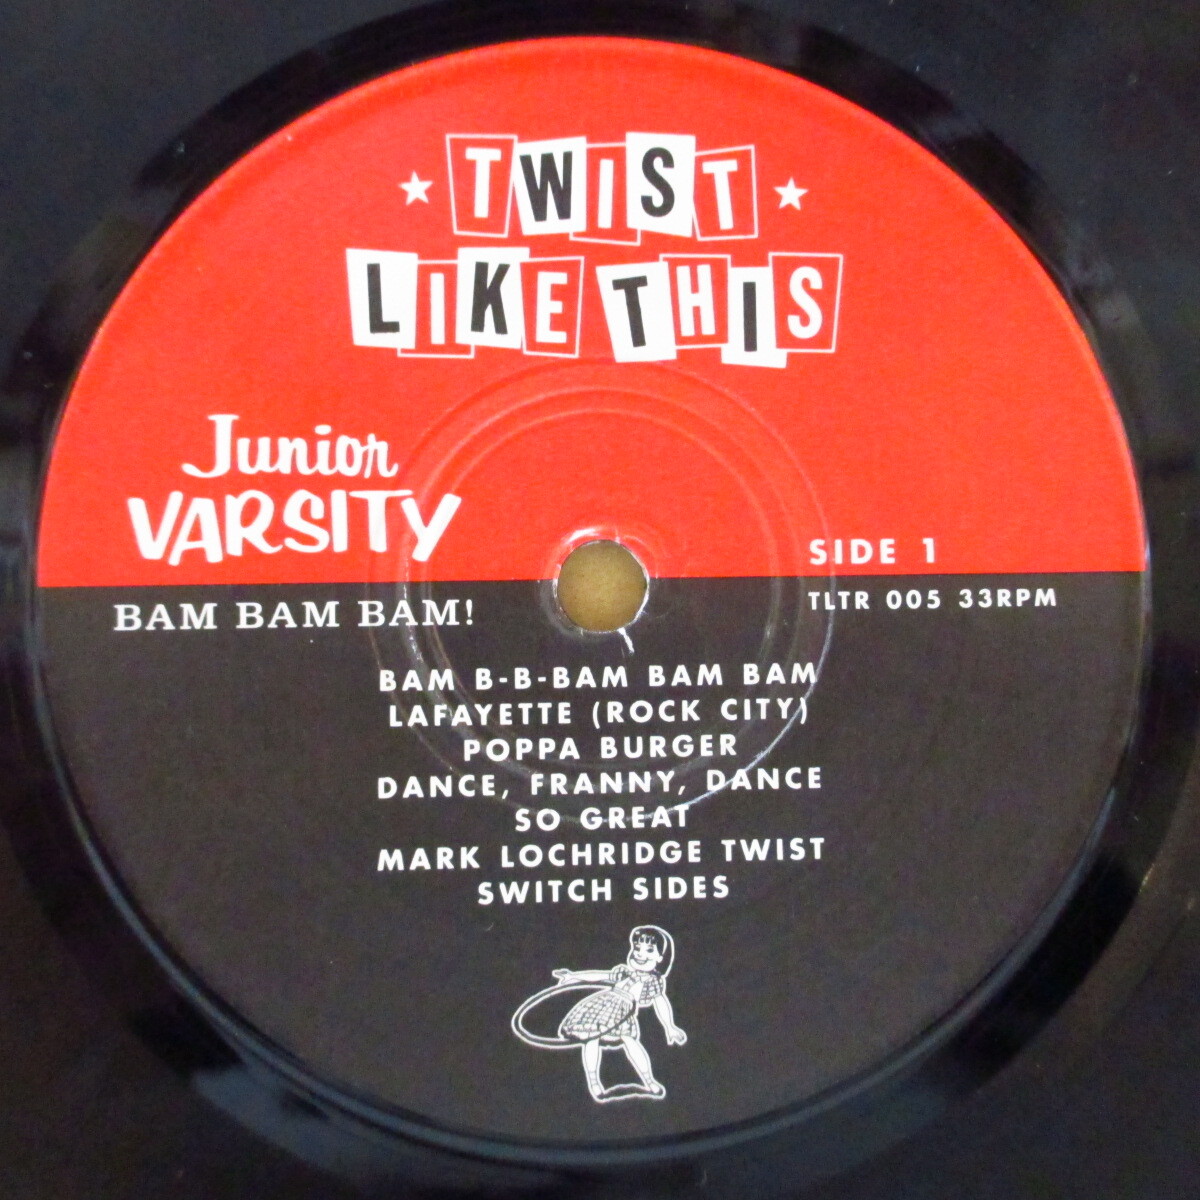 TWIST
LIKE THIS
Junior
VARSITY
SIDE 1
BAM BAM BAM!
TLTR 005 33RPM
BAM B-B-BAM BAM BAM
LAFAYETTE (ROCK CITY)
POPPA BURGER
DANCE, FRANNY, DANCE
SO GREAT
MARK LOCHRIDGE TWIST
SWITCH SIDES